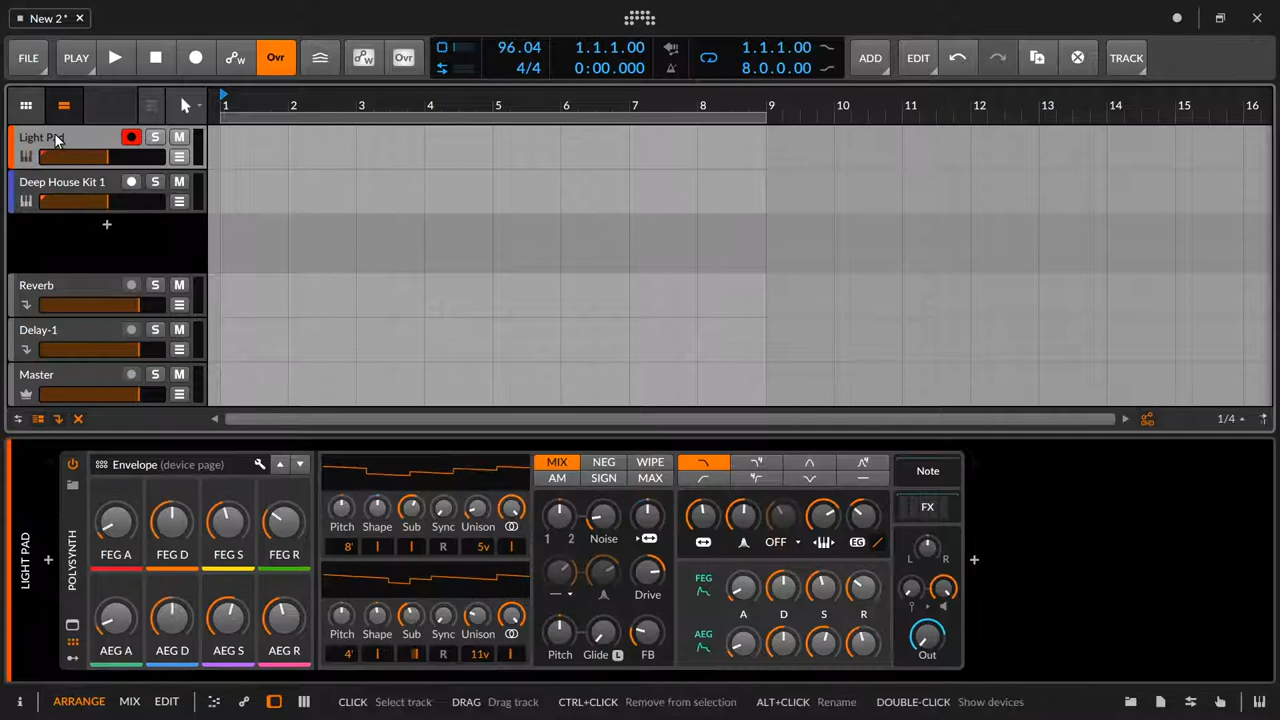 New 2*
FILE PLAY Ovr Ovr 96.04 1.1.1.00 1.1.1.00 ADD EDIT TRACK
4/4 0:00.000 8.0.0.00
1 2 3 4 5 6 7 8 9 10 11 12 13 14 15 16
Light Pad S M
Deep House Kit 1 S M
+
Reverb S M
Delay-1 S M
Master S M
1/4
LIGHT PAD
POLYSYNTH
Envelope (device page)
FEG A FEG D FEG S FEG R
AEG A AEG D AEG S AEG R
Pitch Shape Sub Sync Unison
8' R 5v
Pitch Shape Sub Sync Unison
4' R 11v
MIX NEG WIPE
AM SIGN MAX
1 2 Noise
Drive
Pitch Glide L FB
OFF EG
FEG
A D S R
AEG
Note
FX
L R
Out
ARRANGE MIX EDIT CLICK Select track DRAG Drag track CTRL+CLICK Remove from selection ALT+CLICK Rename DOUBLE-CLICK Show devices